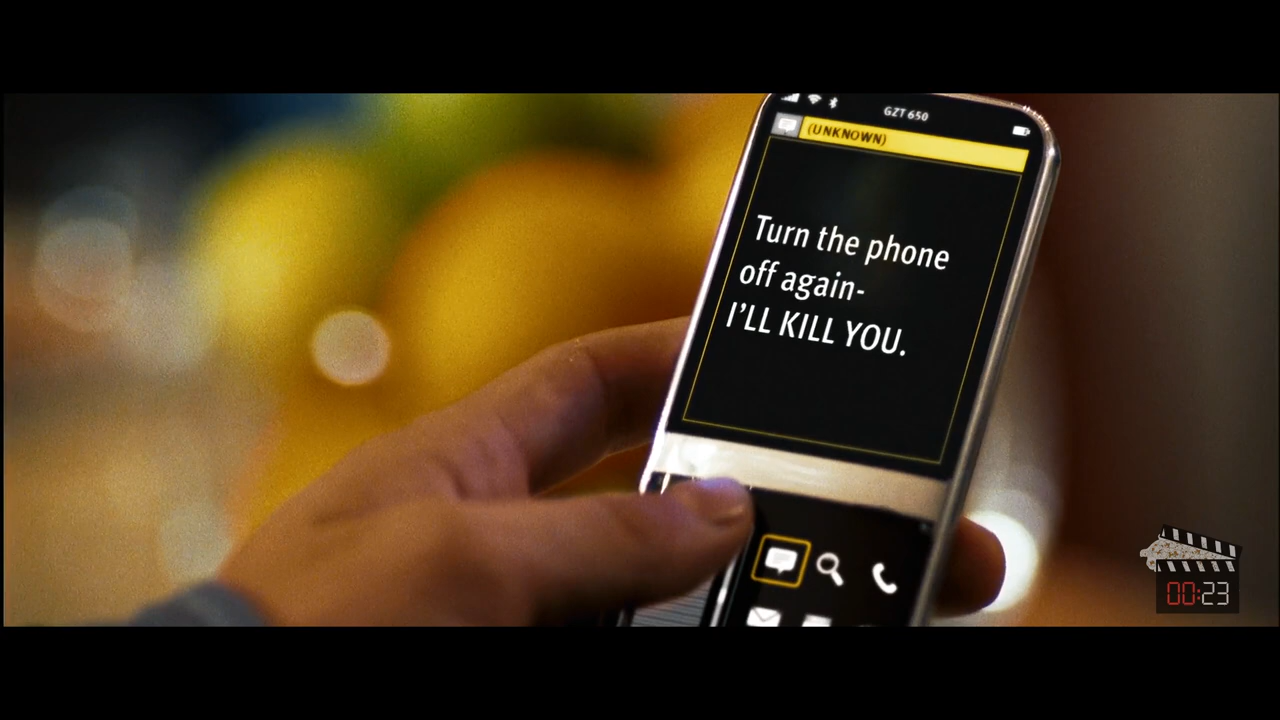 GZT 650
(UNKNOWN)
Turn the phone
off again-
I'LL KILL YOU.
00:23